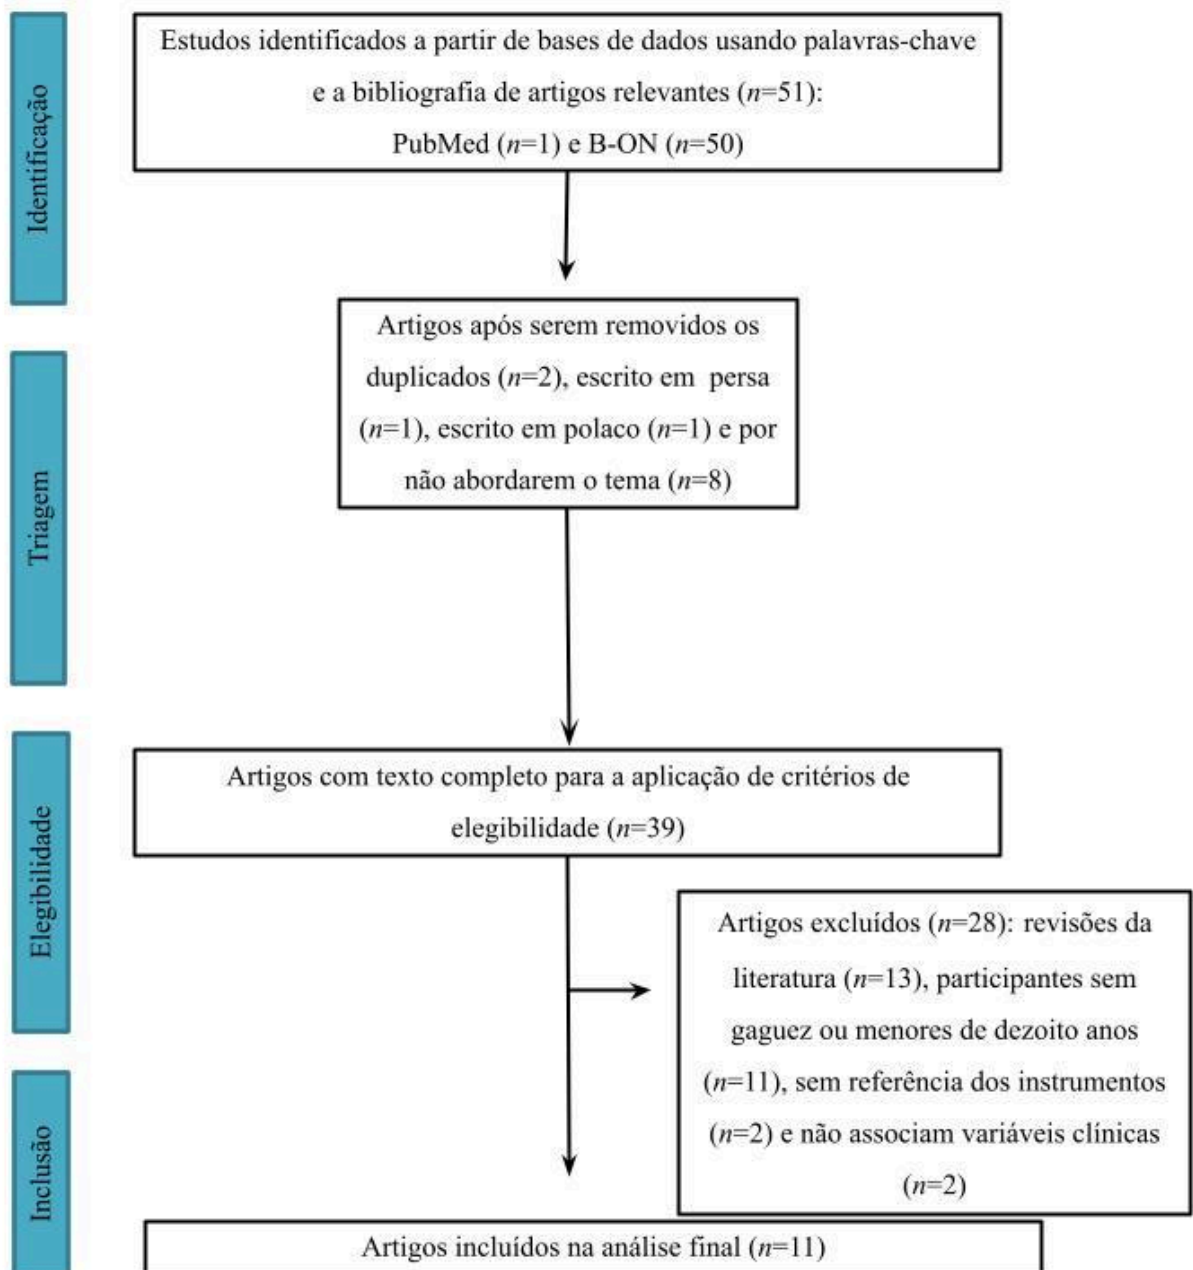 Identificação
Estudos identificados a partir de bases de dados usando palavras-chave
e a bibliografia de artigos relevantes (n=51):
PubMed (n=1) e B-ON (n=50)
Triagem
Artigos após serem removidos os
duplicados (n=2), escrito em persa
(n=1), escrito em polaco (n=1) e por
não abordarem o tema (n=8)
Elegibilidade
Artigos com texto completo para a aplicação de critérios de
elegibilidade (n=39)
Artigos excluídos (n=28): revisões da
literatura (n=13), participantes sem
gaguez ou menores de dezoito anos
(n=11), sem referência dos instrumentos
(n=2) e não associam variáveis clínicas
(n=2)
Inclusão
Artigos incluídos na análise final (n=11)